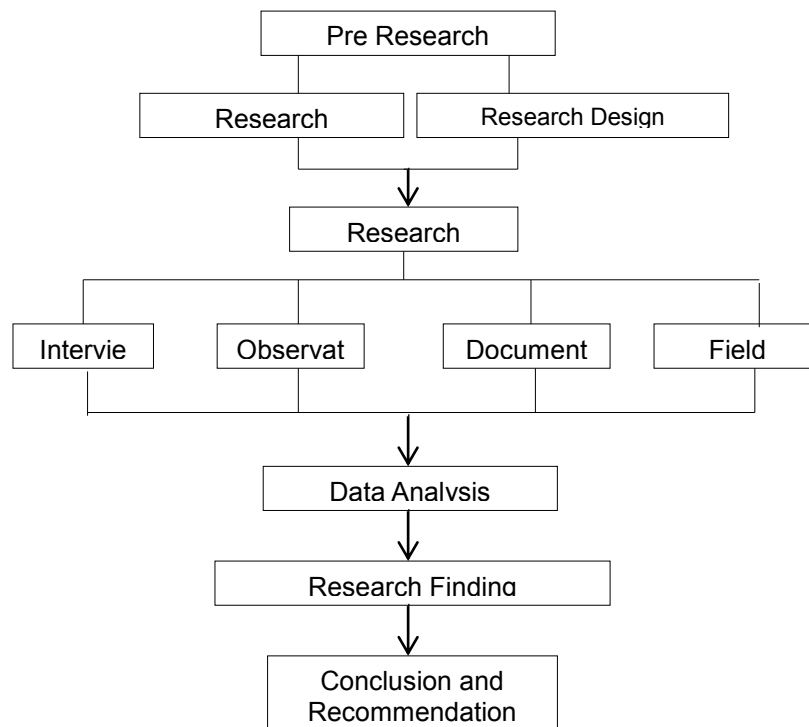 Pre Research
Research
Research Design
Research
Intervie
Observat
Document
Field
Data Analysis
Research Finding
Conclusion and
Recommendation